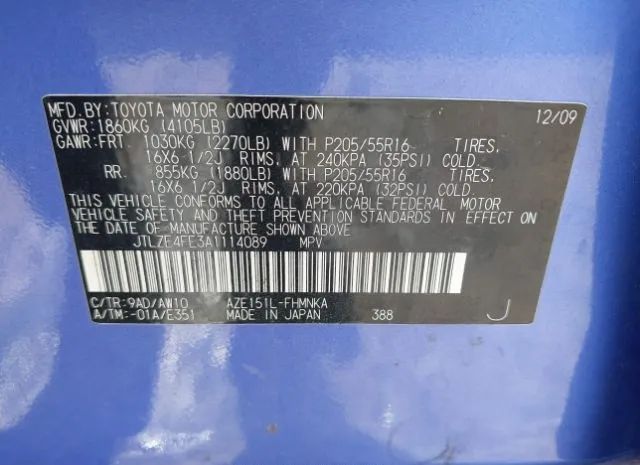 MFD. BY: TOYOTA MOTOR CORPORATION 12/09
GVWR: 1860KG (4105LB)
GAWR: FRT. 1030KG (2270LB) WITH P205/55R16 TIRES,
16X6 1/2J RIMS, AT 240KPA (35PSI) COLD.
RR. 855KG (1880LB) WITH P205/55R16 TIRES,
16X6 1/2J RIMS, AT 220KPA (32PSI) COLD.
THIS VEHICLE CONFORMS TO ALL APPLICABLE FEDERAL MOTOR
VEHICLE SAFETY AND THEFT PREVENTION STANDARDS IN EFFECT ON
THE DATE OF MANUFACTURE SHOWN ABOVE.
JTLZE4FE3A1114089 MPV
C/TR: 9AD/AW10 AZE151L-FHMNKA
A/TM: -01A/E351 MADE IN JAPAN 388 J